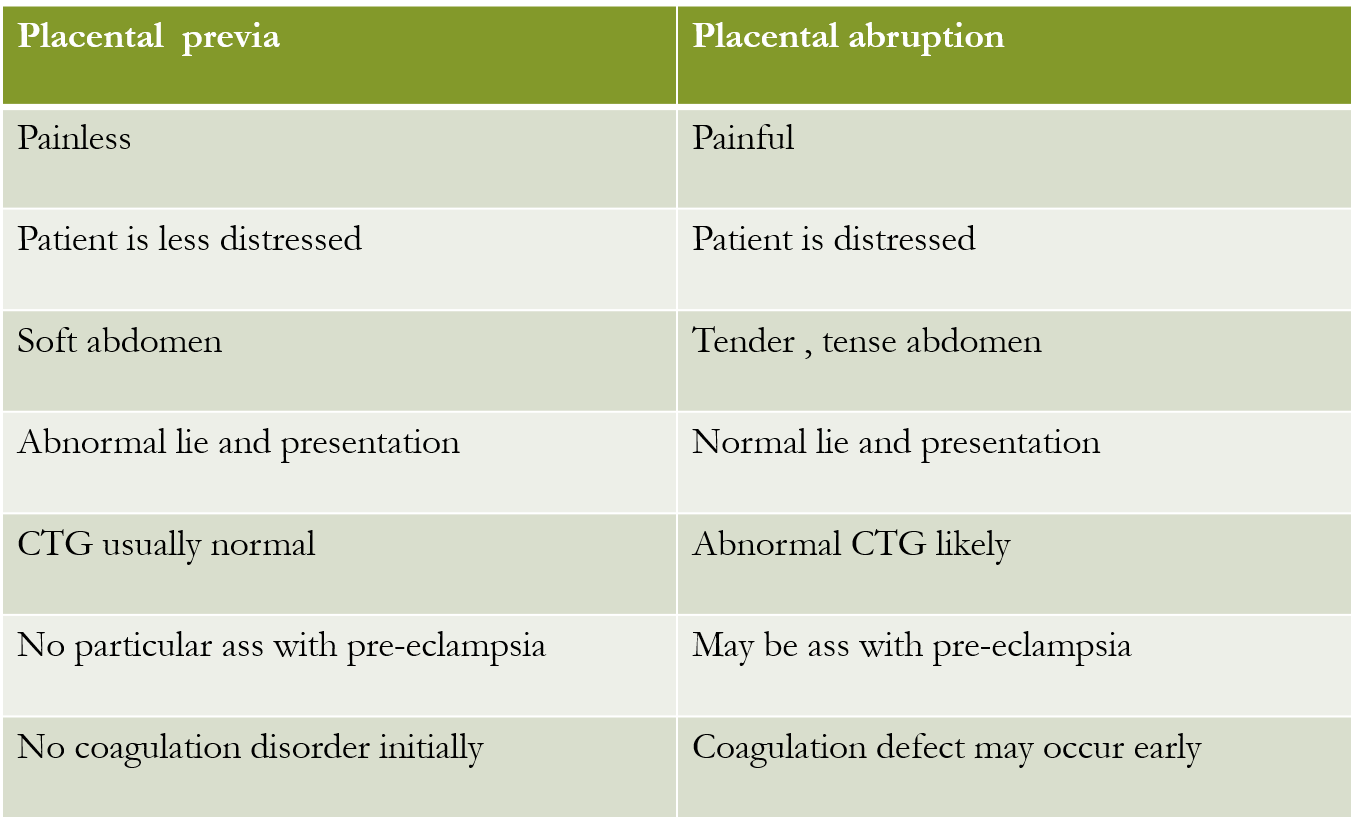 Placental  previa
Placental abruption
Painless
Painful
Patient is less distressed
Patient is distressed
Soft abdomen
Tender , tense abdomen
Abnormal lie and presentation
Normal lie and presentation
CTG usually normal
Abnormal CTG likely
No particular ass with pre-eclampsia
May be ass with pre-eclampsia
No coagulation disorder initially
Coagulation defect may occur early